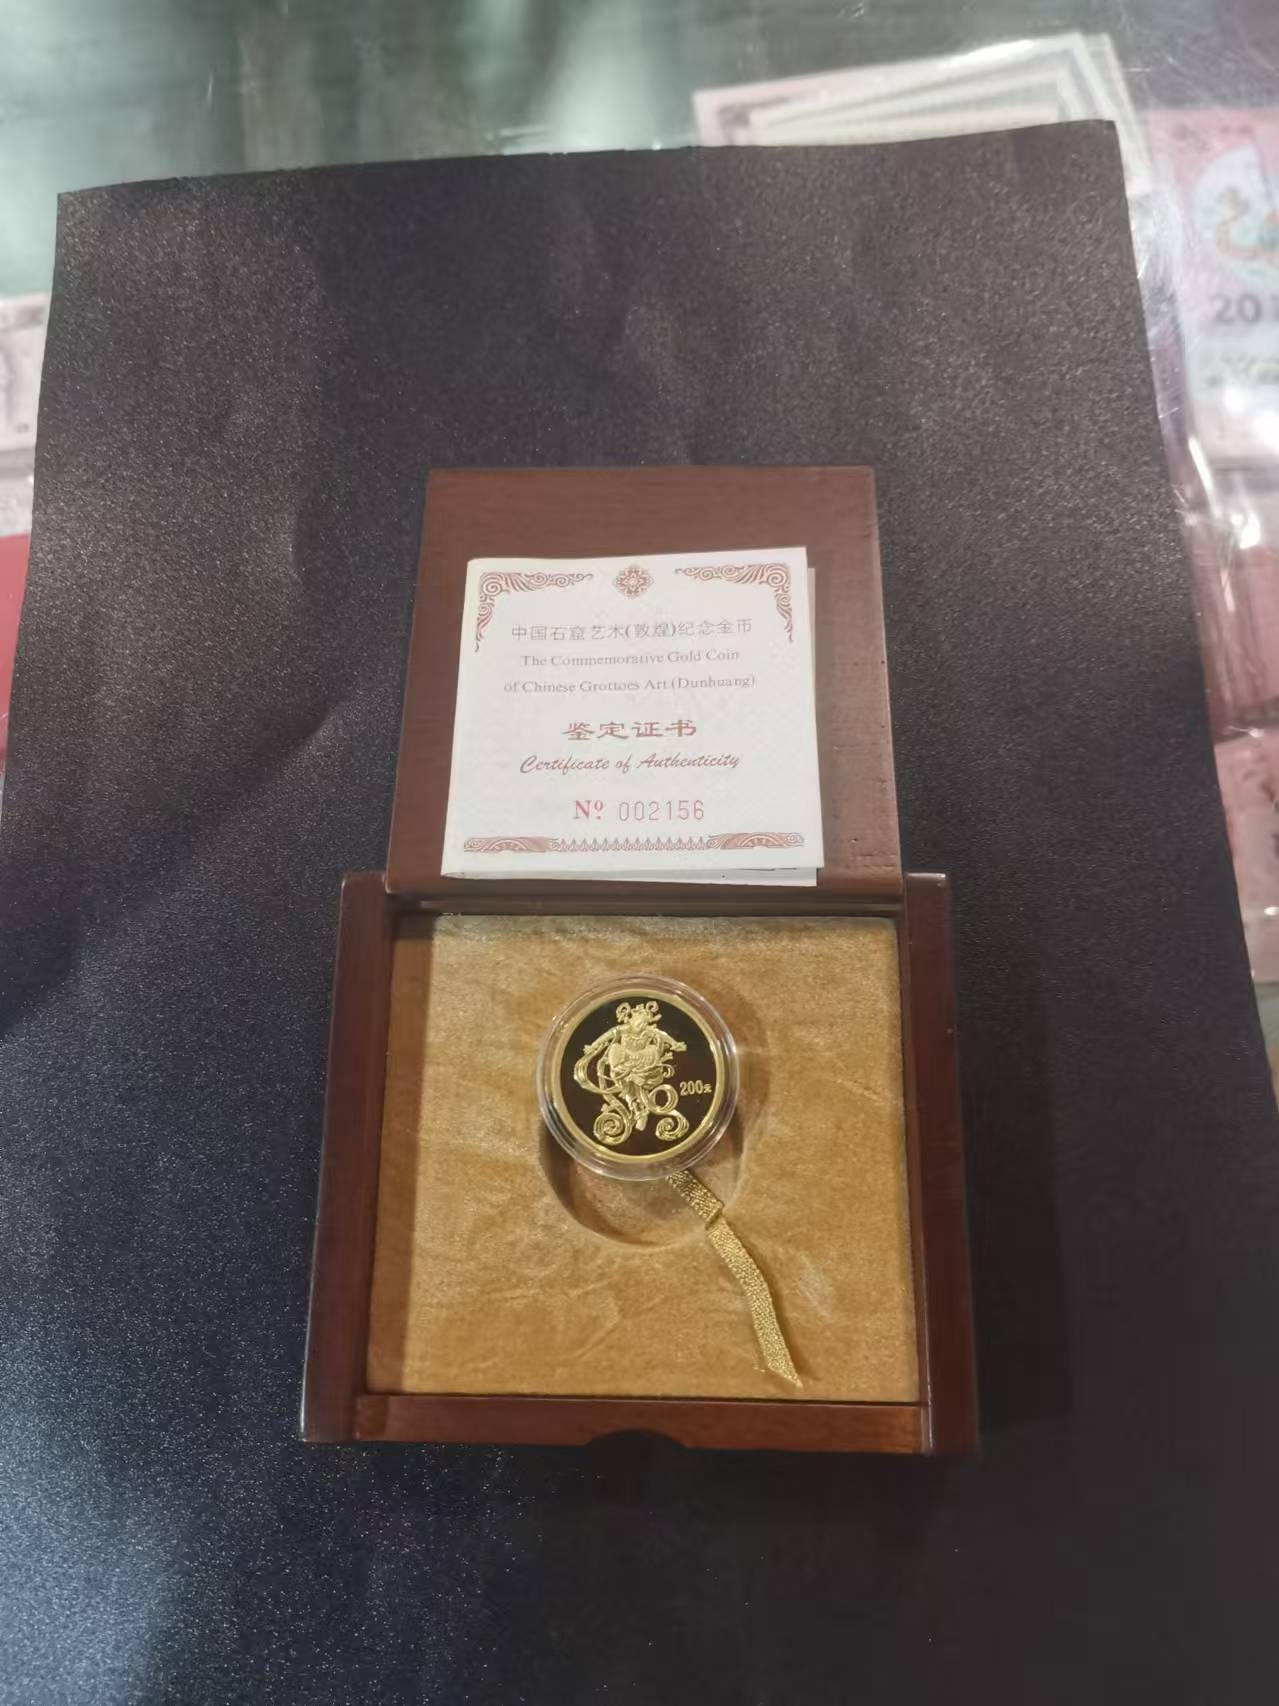 20
中国石窟艺术(敦煌)纪念金币
The Commemorative Gold Coin
of Chinese Grottoes Art (Dunhuang)
鉴定证书
Certificate of Authenticity
Nº 002156
200元